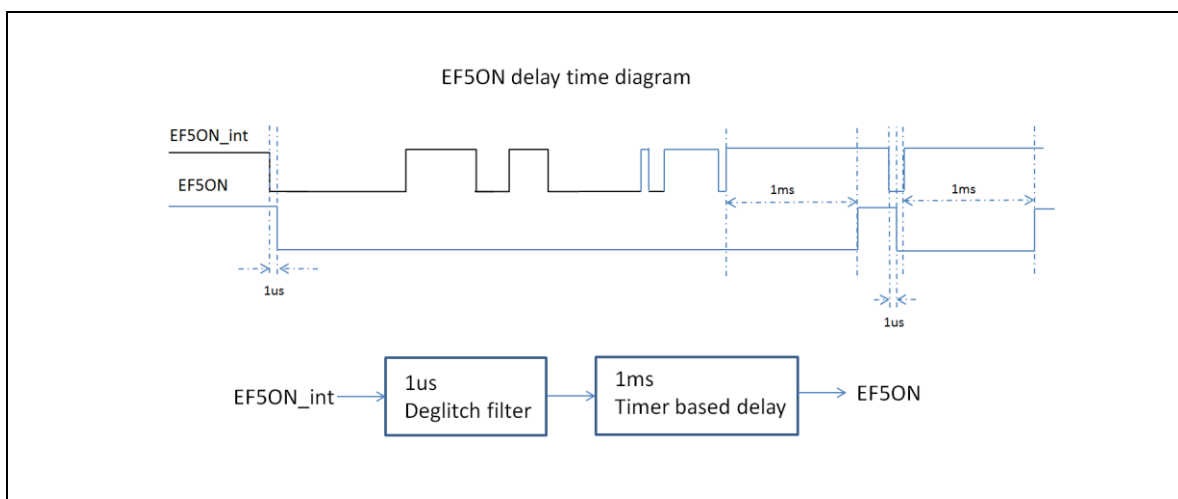 EF5ON delay time diagram
EF5ON_int
EF5ON
1ms
1ms
1us
1us
EF5ON_int
1us
Deglitch filter
1ms
Timer based delay
EF5ON